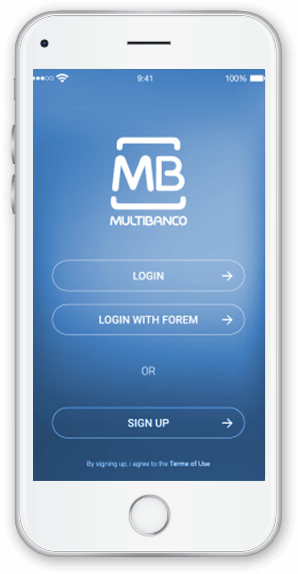 9:41 100%
MB
MULTIBANCO
LOGIN
LOGIN WITH FOREM
OR
SIGN UP
By signing up, i agree to the Terme of Use